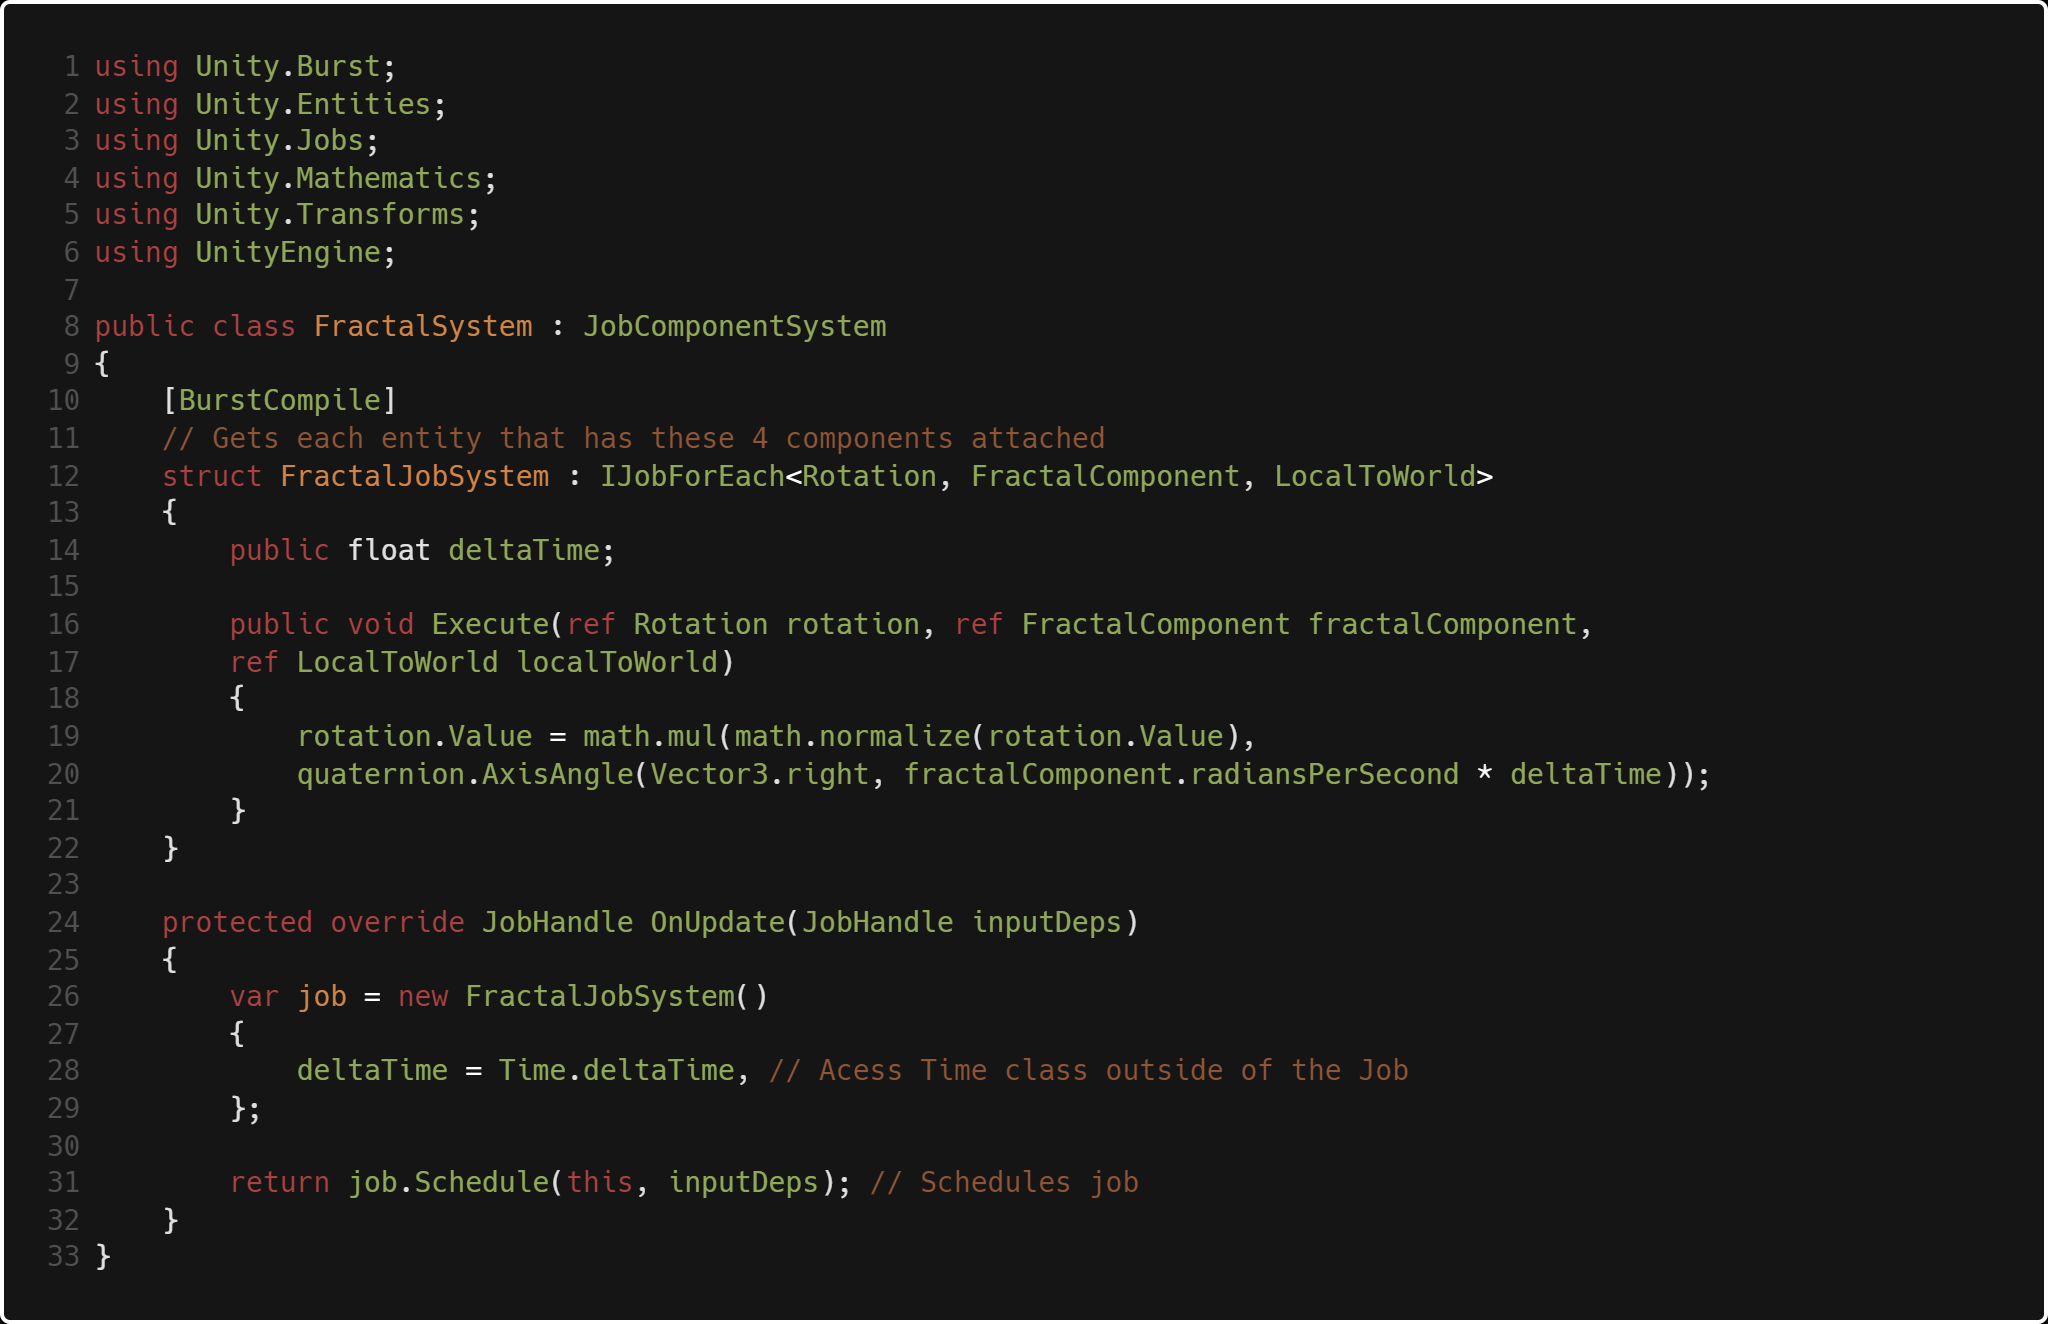 1 using Unity.Burst;
2 using Unity.Entities;
3 using Unity.Jobs;
4 using Unity.Mathematics;
5 using Unity.Transforms;
6 using UnityEngine;
7
8 public class FractalSystem : JobComponentSystem
9 {
10     [BurstCompile]
11     // Gets each entity that has these 4 components attached
12     struct FractalJobSystem : IJobForEach<Rotation, FractalComponent, LocalToWorld>
13     {
14         public float deltaTime;
15
16         public void Execute(ref Rotation rotation, ref FractalComponent fractalComponent,
17         ref LocalToWorld localToWorld)
18         {
19             rotation.Value = math.mul(math.normalize(rotation.Value),
20             quaternion.AxisAngle(Vector3.right, fractalComponent.radiansPerSecond * deltaTime));
21         }
22     }
23
24     protected override JobHandle OnUpdate(JobHandle inputDeps)
25     {
26         var job = new FractalJobSystem()
27         {
28             deltaTime = Time.deltaTime, // Acess Time class outside of the Job
29         };
30
31         return job.Schedule(this, inputDeps); // Schedules job
32     }
33 }